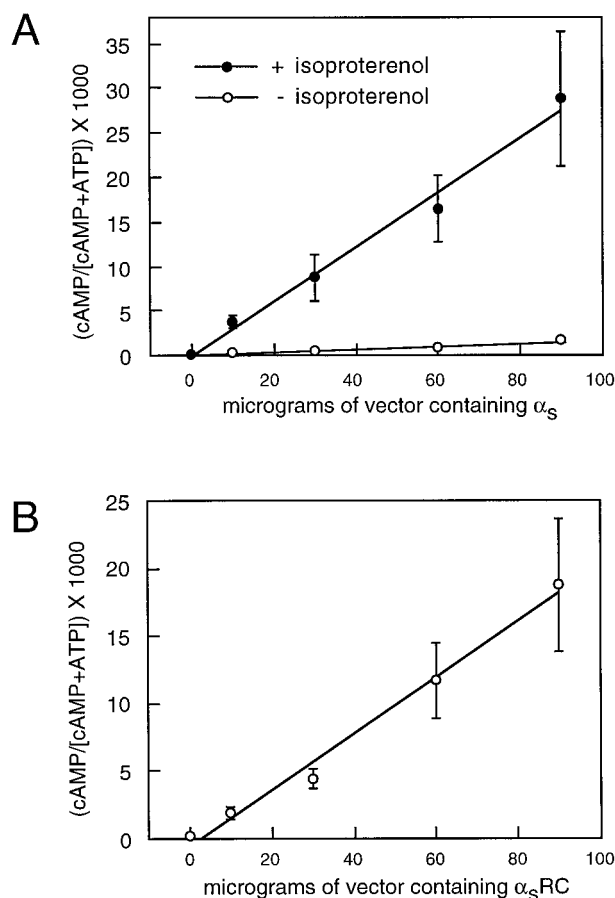 A
(cAMP/[cAMP+ATP]) X 1000
35
30
25
20
15
10
5
0
+ isoproterenol
- isoproterenol
0 20 40 60 80 100
micrograms of vector containing αs
B
(cAMP/[cAMP+ATP]) X 1000
25
20
15
10
5
0
0 20 40 60 80 100
micrograms of vector containing αsRC